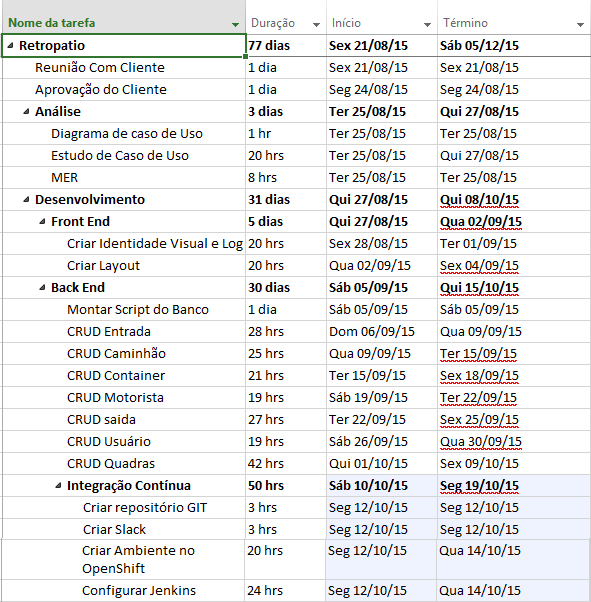 Nome da tarefa Duração Início Término
Retropatio 77 dias Sex 21/08/15 Sáb 05/12/15
Reunião Com Cliente 1 dia Sex 21/08/15 Sex 21/08/15
Aprovação do Cliente 1 dia Seg 24/08/15 Seg 24/08/15
Análise 3 dias Ter 25/08/15 Qui 27/08/15
Diagrama de caso de Uso 1 hr Ter 25/08/15 Ter 25/08/15
Estudo de Caso de Uso 20 hrs Ter 25/08/15 Qui 27/08/15
MER 8 hrs Ter 25/08/15 Ter 25/08/15
Desenvolvimento 31 dias Qui 27/08/15 Qui 08/10/15
Front End 5 dias Qui 27/08/15 Qua 02/09/15
Criar Identidade Visual e Log 20 hrs Sex 28/08/15 Ter 01/09/15
Criar Layout 20 hrs Qua 02/09/15 Sex 04/09/15
Back End 30 dias Sáb 05/09/15 Qui 15/10/15
Montar Script do Banco 1 dia Sáb 05/09/15 Sáb 05/09/15
CRUD Entrada 28 hrs Dom 06/09/15 Qua 09/09/15
CRUD Caminhão 25 hrs Qua 09/09/15 Ter 15/09/15
CRUD Container 21 hrs Ter 15/09/15 Sex 18/09/15
CRUD Motorista 19 hrs Sáb 19/09/15 Ter 22/09/15
CRUD saida 27 hrs Ter 22/09/15 Sex 25/09/15
CRUD Usuário 19 hrs Sáb 26/09/15 Qua 30/09/15
CRUD Quadras 42 hrs Qui 01/10/15 Sex 09/10/15
Integração Contínua 50 hrs Sáb 10/10/15 Seg 19/10/15
Criar repositório GIT 3 hrs Seg 12/10/15 Seg 12/10/15
Criar Slack 3 hrs Seg 12/10/15 Seg 12/10/15
Criar Ambiente no 20 hrs Seg 12/10/15 Qua 14/10/15
OpenShift
Configurar Jenkins 24 hrs Seg 12/10/15 Qua 14/10/15